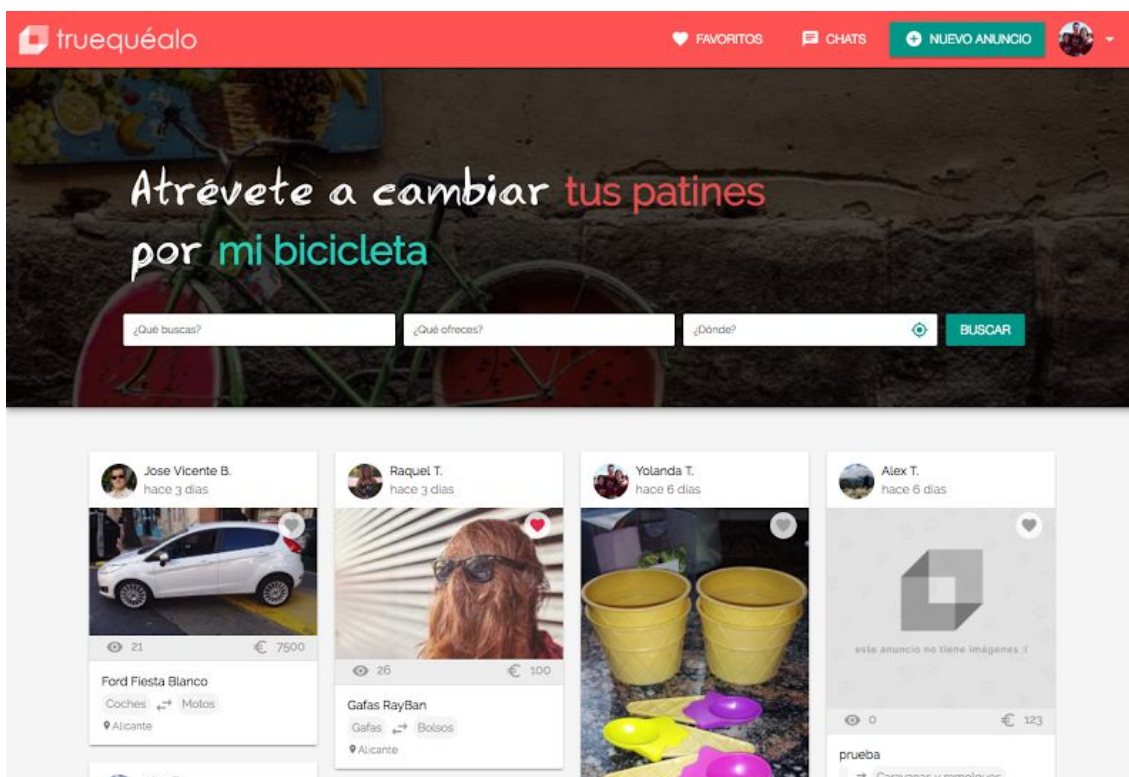 truequéalo
FAVORITOS
CHATS
NUEVO ANUNCIO
Atrévete a cambiar tus patines
por mi bicicleta
¿Qué buscas?
¿Qué ofreces?
¿Dónde?
BUSCAR
Jose Vicente B.
hace 3 días
21
€ 7500
Ford Fiesta Blanco
Coches Motos
Alicante
Raquel T.
hace 3 días
26
€ 100
Gafas RayBan
Gafas Bolsos
Alicante
Yolanda T.
hace 6 días
Alex T.
hace 6 días
este anuncio no tiene imágenes :(
0
€ 123
prueba
Caravanas y remolques